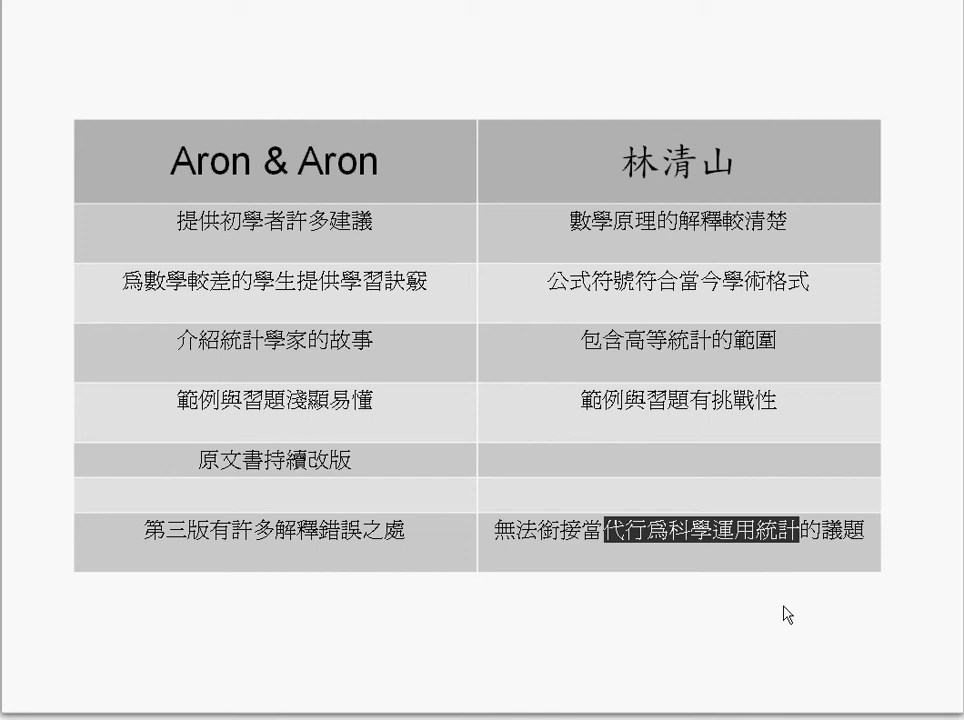 Aron & Aron
林清山
提供初學者許多建議
數學原理的解釋較清楚
爲數學較差的學生提供學習訣竅
公式符號符合當今學術格式
介紹統計學家的故事
包含高等統計的範圍
範例與習題淺顯易懂
範例與習題有挑戰性
原文書持續改版
第三版有許多解釋錯誤之處
無法銜接當代行爲科學運用統計的議題